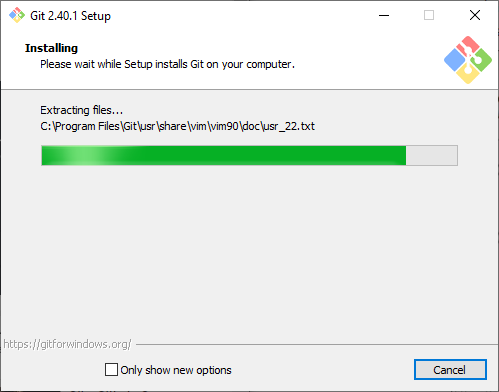 Git 2.40.1 Setup
Installing
Please wait while Setup installs Git on your computer.
Extracting files...
C:\Program Files\Git\usr\share\vim\vim90\doc\usr_22.txt
https://gitforwindows.org/
Only show new options
Cancel